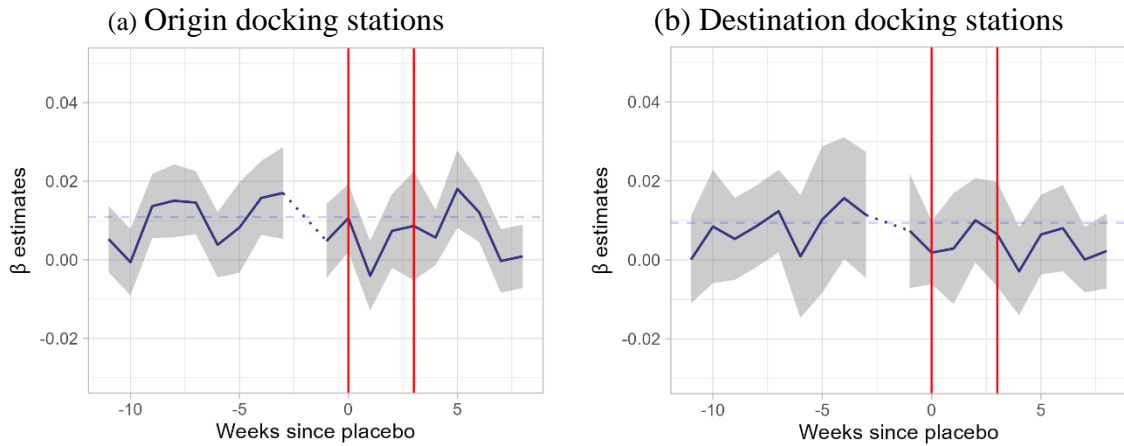 (a) Origin docking stations
0.04
0.02
0.00
-0.02
β estimates
-10
-5
0
5
Weeks since placebo
(b) Destination docking stations
0.04
0.02
0.00
-0.02
β estimates
-10
-5
0
5
Weeks since placebo